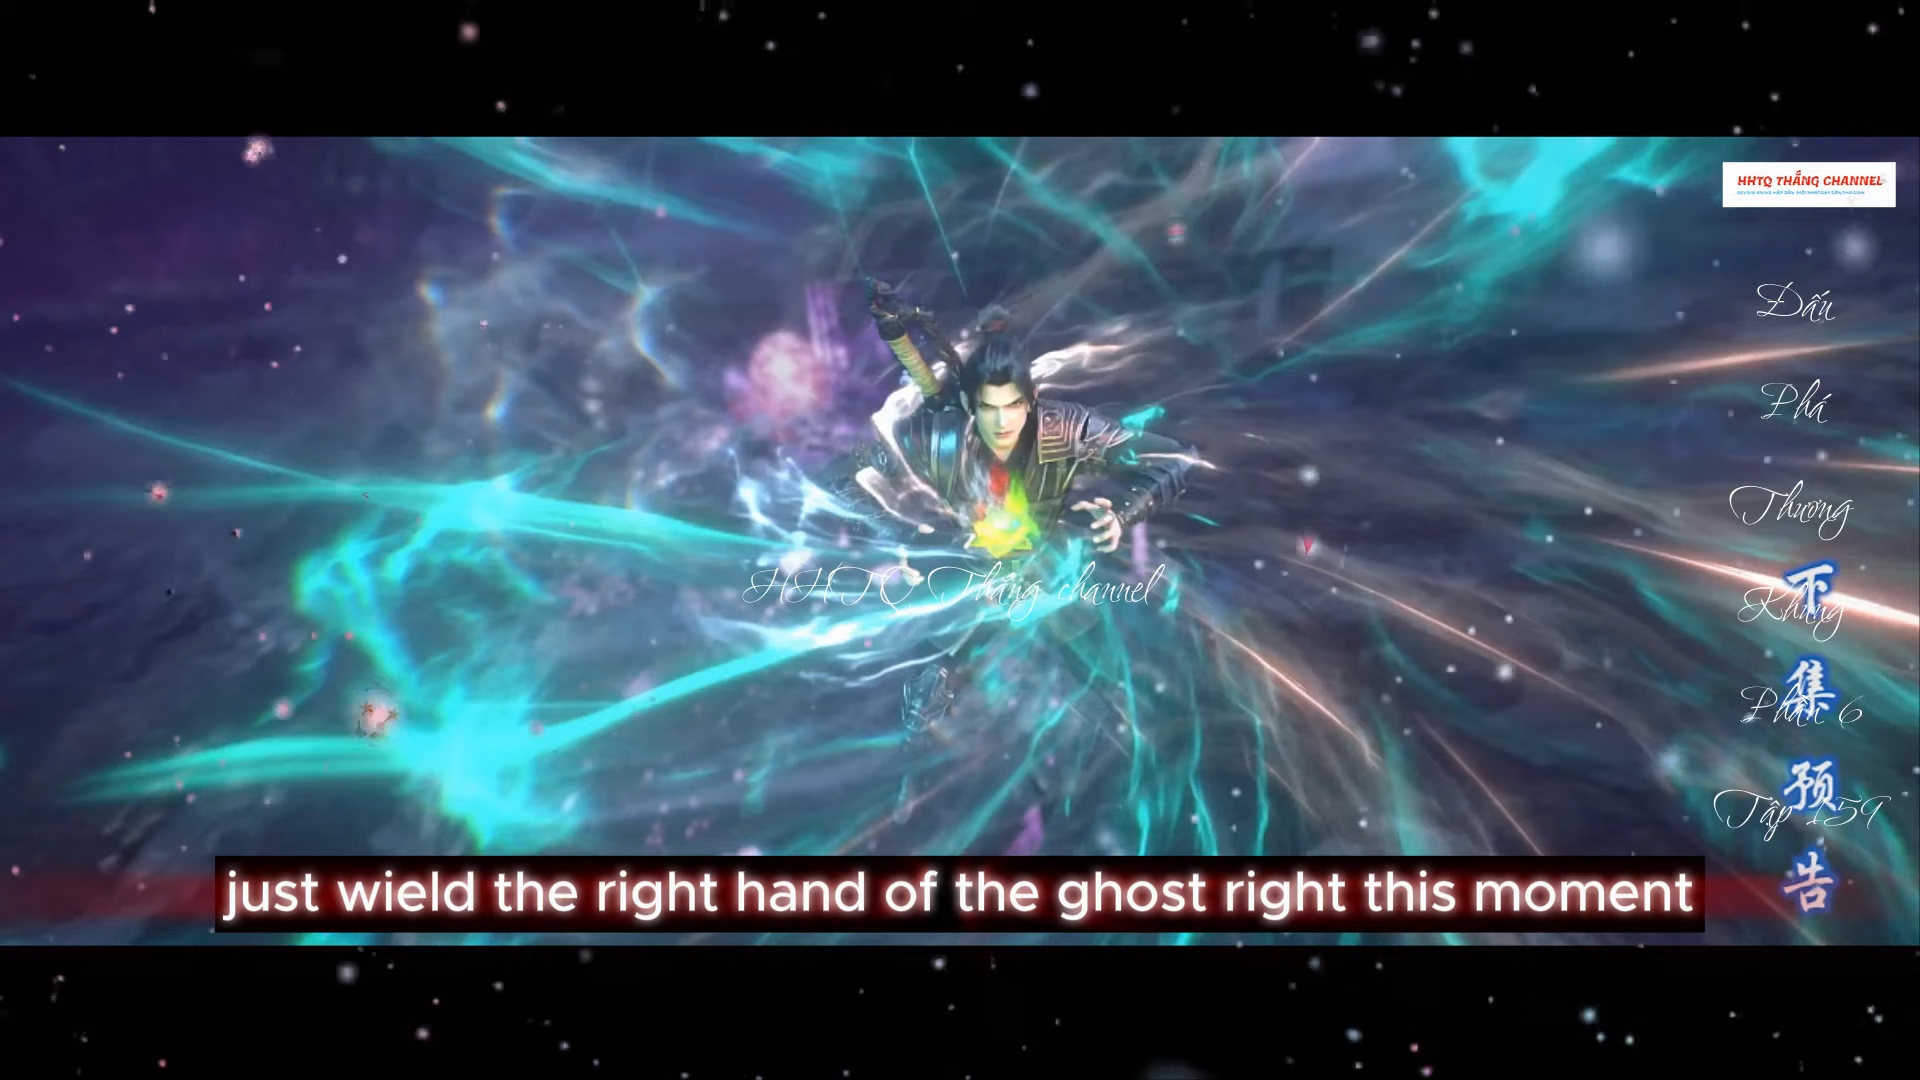 HHTQ THẮNG CHANNEL
Đấu
Phá
Thương
Khung
Phần 6
Tập 159
下
集
预
告
HHTQ Thắng channel
just wield the right hand of the ghost right this moment